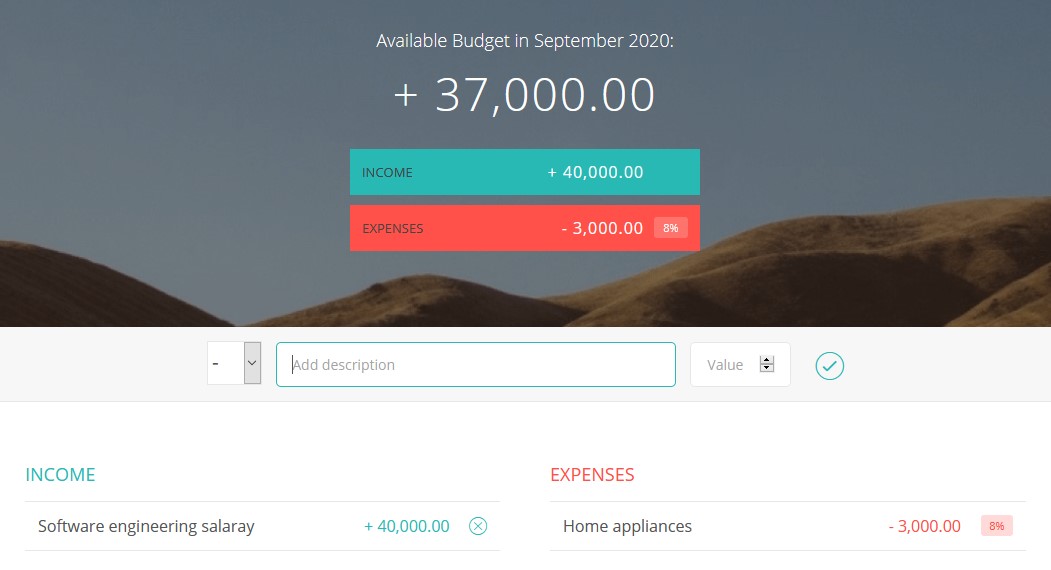 Available Budget in September 2020:
+ 37,000.00
INCOME + 40,000.00
EXPENSES - 3,000.00 8%
- Add description Value
INCOME
Software engineering salaray + 40,000.00
EXPENSES
Home appliances - 3,000.00 8%